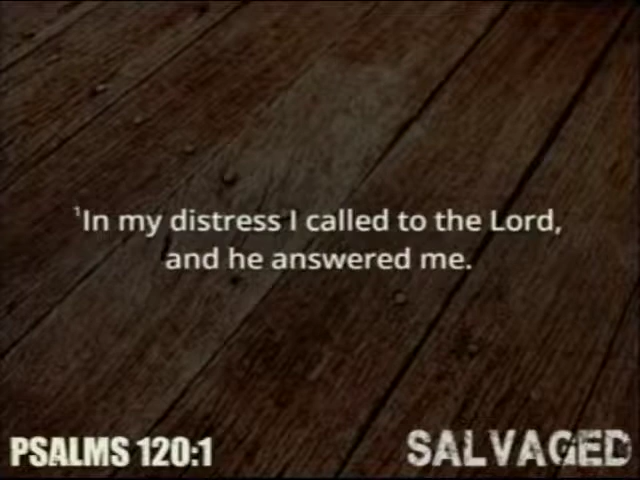 ¹In my distress I called to the Lord,
and he answered me.
PSALMS 120:1
SALVAGED